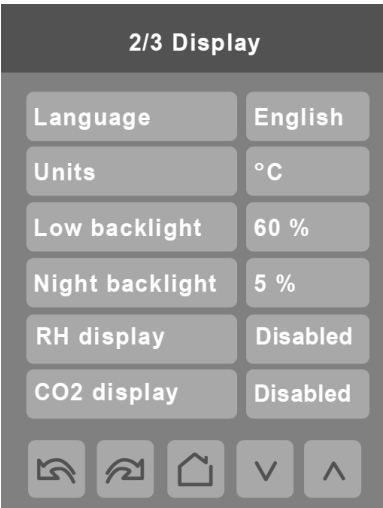 2/3 Display
Language English
Units °C
Low backlight 60 %
Night backlight 5 %
RH display Disabled
CO2 display Disabled